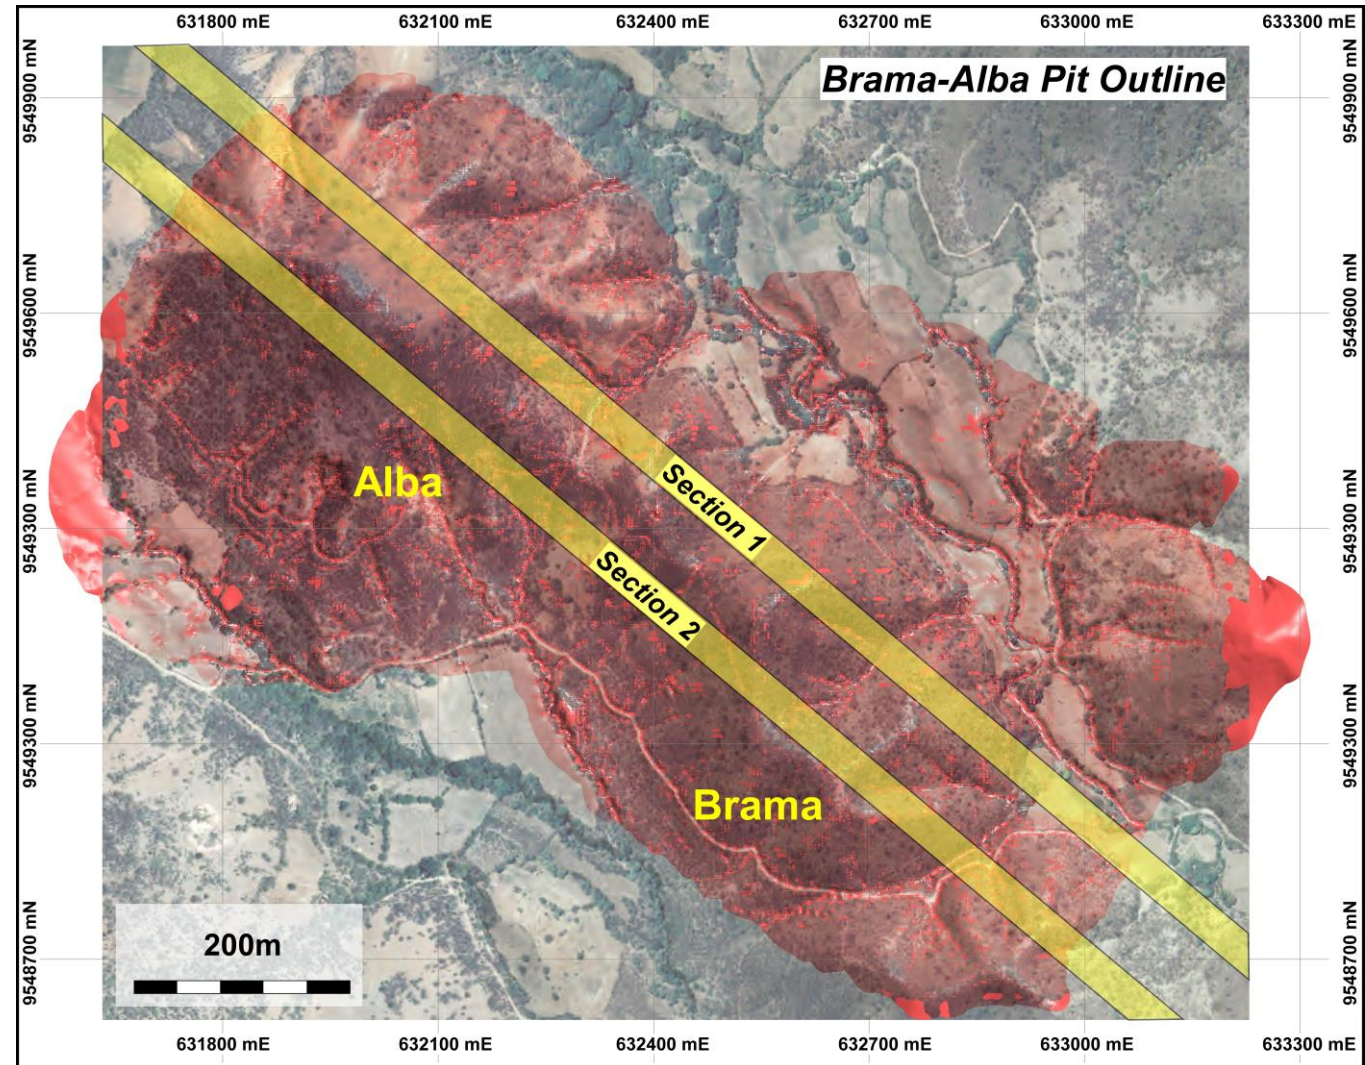 631800 mE 632100 mE 632400 mE 632700 mE 633000 mE 633300 mE
Brama-Alba Pit Outline
9549900 mN 9549900 mN
9549600 mN 9549600 mN
Alba
Section 1
9549300 mN 9549300 mN
Section 2
9549300 mN 9549300 mN
Brama
200m
9548700 mN 9548700 mN
631800 mE 632100 mE 632400 mE 632700 mE 633000 mE 633300 mE